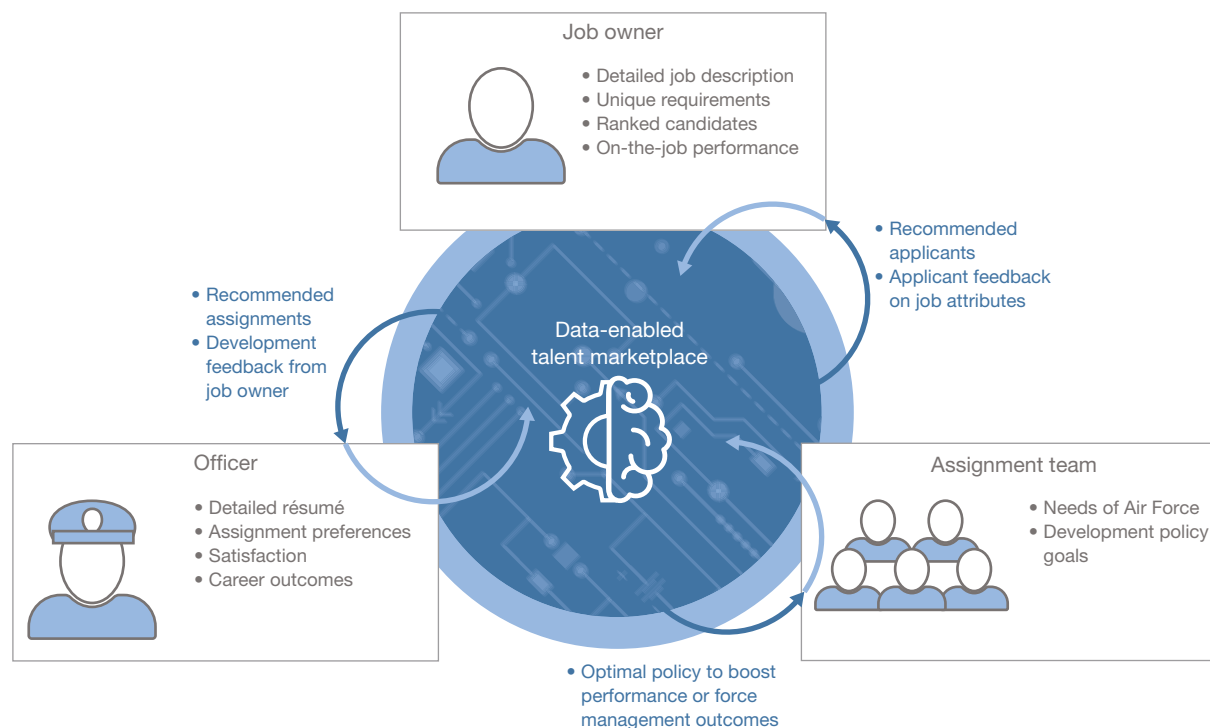 Job owner
• Detailed job description
• Unique requirements
• Ranked candidates
• On-the-job performance
• Recommended
applicants
• Applicant feedback
on job attributes
• Recommended
assignments
• Development
feedback from
job owner
Data-enabled
talent marketplace
Officer
• Detailed résumé
• Assignment preferences
• Satisfaction
• Career outcomes
Assignment team
• Needs of Air Force
• Development policy
goals
• Optimal policy to boost
performance or force
management outcomes